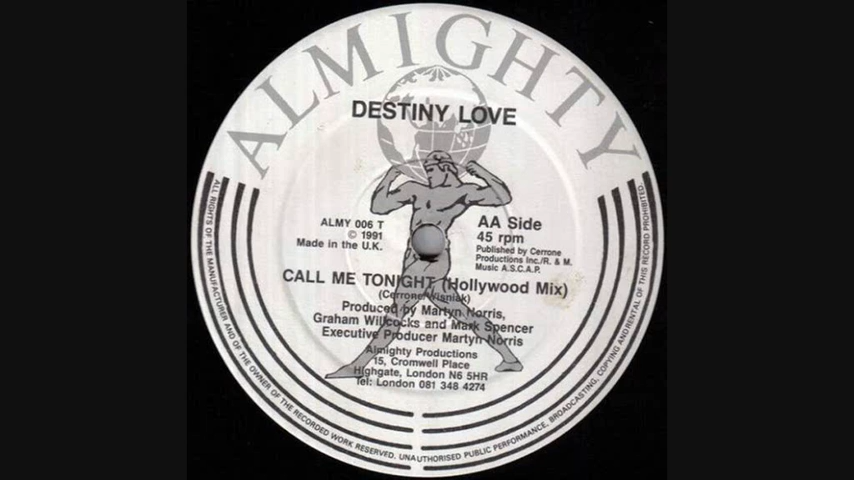 ALMIGHTY
DESTINY LOVE
ALMY 006 T
© 1991
Made in the U.K.
AA Side
45 rpm
Published by Cerrone
Productions Inc./R. & M.
Music A.S.C.A.P.
CALL ME TONIGHT (Hollywood Mix)
(Cerrone/Wisniak)
Produced by Martyn Norris,
Graham Willcocks and Mark Spencer
Executive Producer Martyn Norris
Almighty Productions
15, Cromwell Place
Highgate, London N6 5HR
Tel: London 081 348 4274
ALL RIGHTS OF THE MANUFACTURER AND OF THE OWNER OF THE RECORDED WORK RESERVED. UNAUTHORISED PUBLIC PERFORMANCE, BROADCASTING, COPYING AND RENTAL OF THIS RECORD PROHIBITED.